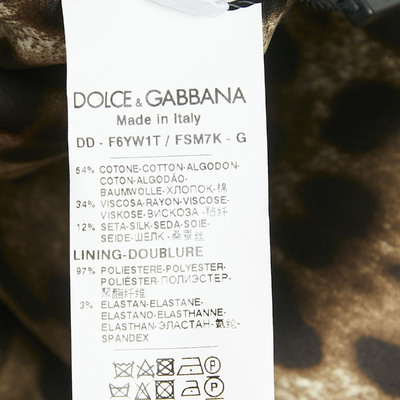 DOLCE & GABBANA
Made in Italy
DD - F6YW1T / FSM7K - G
54% COTONE-COTTON-ALGODON-
COTON-ALGODÃO-
BAUMWOLLE-ХЛОПОК-棉
34% VISCOSA-RAYON-VISCOSE-
VISKOSE-ВИСКОЗА-粘纤
12% SETA-SILK-SEDA-SOIE-
SEIDE-ШЕЛК-桑蚕丝
LINING-DOUBLURE
97% POLIESTERE-POLYESTER-
POLIÉSTER-ПОЛИЭСТЕР-
聚酯纤维
3% ELASTAN-ELASTANE-
ELASTANO-ELASTHANNE-
ELASTHAN-ЭЛАСТАН-氨纶-
SPANDEX
P
P